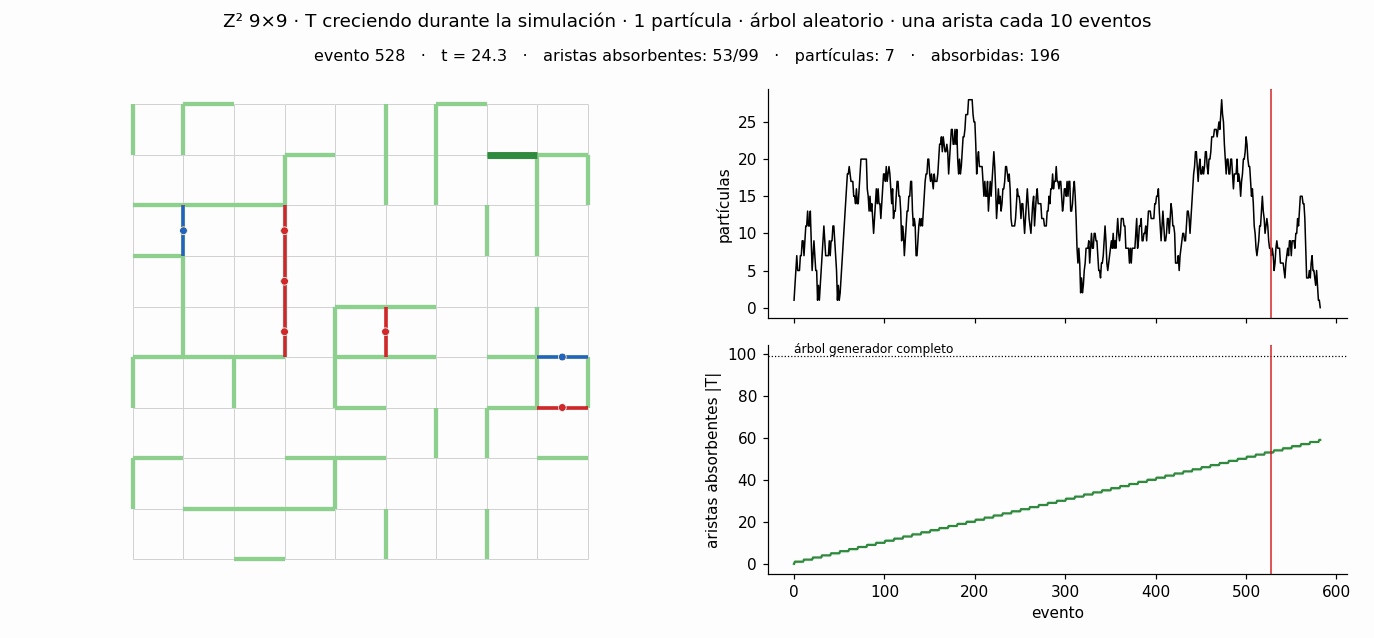 Z² 9×9 · T creciendo durante la simulación · 1 partícula · árbol aleatorio · una arista cada 10 eventos
evento 528 · t = 24.3 · aristas absorbentes: 53/99 · partículas: 7 · absorbidas: 196
partículas
25
20
15
10
5
0
árbol generador completo
aristas absorbentes |T|
100
80
60
40
20
0
0 100 200 300 400 500 600
evento